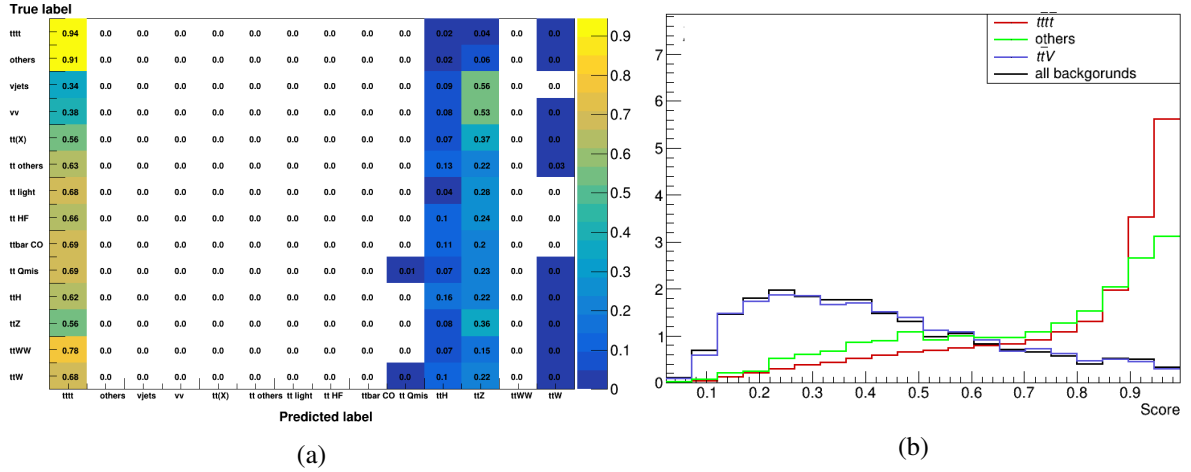 True label
tttt 0.94 0.0 0.0 0.0 0.0 0.0 0.0 0.0 0.0 0.0 0.02 0.04 0.0 0.0
others 0.91 0.0 0.0 0.0 0.0 0.0 0.0 0.0 0.0 0.0 0.02 0.06 0.0 0.0
vjets 0.34 0.0 0.0 0.0 0.0 0.0 0.0 0.0 0.0 0.0 0.09 0.56 0.0 0.0
vv 0.38 0.0 0.0 0.0 0.0 0.0 0.0 0.0 0.0 0.0 0.08 0.53 0.0 0.0
tt(X) 0.56 0.0 0.0 0.0 0.0 0.0 0.0 0.0 0.0 0.0 0.07 0.37 0.0 0.0
tt others 0.63 0.0 0.0 0.0 0.0 0.0 0.0 0.0 0.0 0.0 0.13 0.22 0.0 0.03
tt light 0.68 0.0 0.0 0.0 0.0 0.0 0.0 0.0 0.0 0.0 0.04 0.28 0.0 0.0
tt HF 0.66 0.0 0.0 0.0 0.0 0.0 0.0 0.0 0.0 0.0 0.1 0.24 0.0 0.0
ttbar CO 0.69 0.0 0.0 0.0 0.0 0.0 0.0 0.0 0.0 0.0 0.11 0.2 0.0 0.0
tt Qmis 0.69 0.0 0.0 0.0 0.0 0.0 0.0 0.0 0.0 0.01 0.07 0.23 0.0 0.0
ttH 0.62 0.0 0.0 0.0 0.0 0.0 0.0 0.0 0.0 0.0 0.16 0.22 0.0 0.0
ttZ 0.56 0.0 0.0 0.0 0.0 0.0 0.0 0.0 0.0 0.0 0.08 0.36 0.0 0.0
ttWW 0.78 0.0 0.0 0.0 0.0 0.0 0.0 0.0 0.0 0.0 0.07 0.15 0.0 0.0
ttW 0.68 0.0 0.0 0.0 0.0 0.0 0.0 0.0 0.0 0.0 0.1 0.22 0.0 0.0
tttt others vjets vv tt(X) tt others tt light tt HF ttbar CO tt Qmis ttH ttZ ttWW ttW
Predicted label
0.9
0.8
0.7
0.6
0.5
0.4
0.3
0.2
0.1
0
(a)
tttt
others
tt̄V
all backgorunds
7
6
5
4
3
2
1
0
0.1 0.2 0.3 0.4 0.5 0.6 0.7 0.8 0.9
Score
(b)